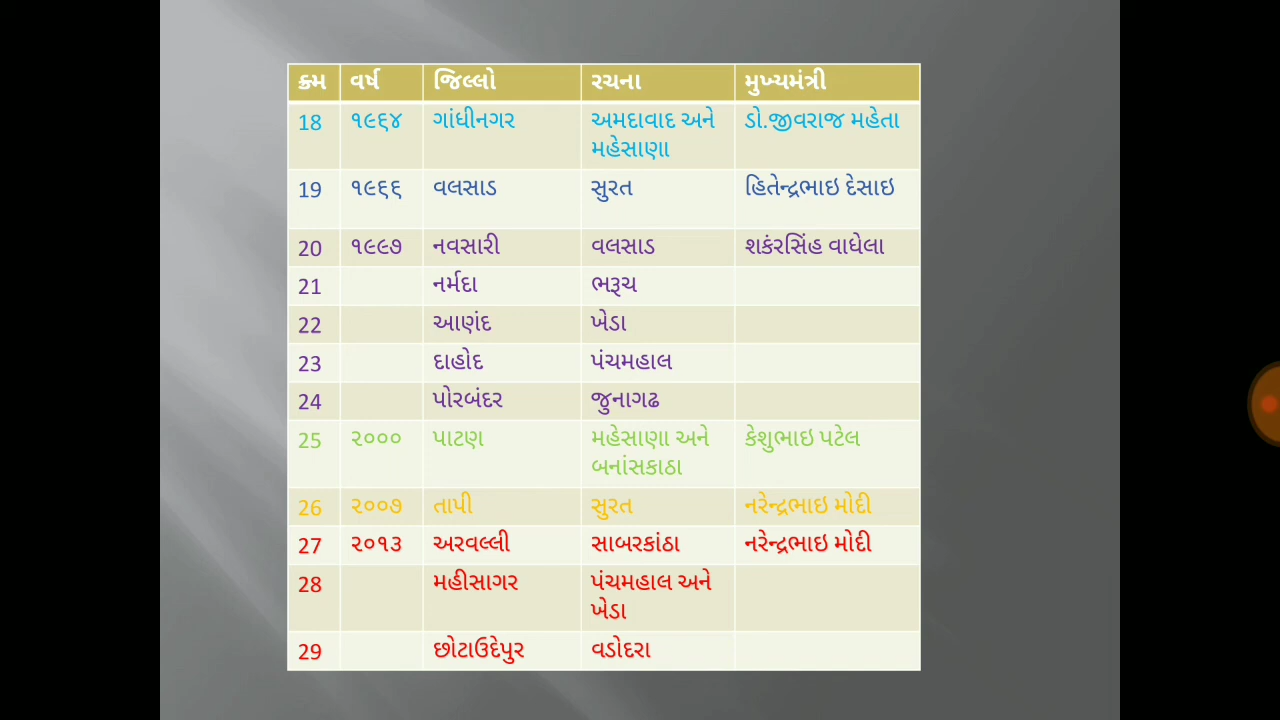 ક્રમ વર્ષ જિલ્લો રચના મુખ્યમંત્રી
18 ૧૯૬૪ ગાંધીનગર અમદાવાદ અને ડો.જીવરાજ મહેતા
મહેસાણા
19 ૧૯૬૬ વલસાડ સુરત હિતેન્દ્રભાઇ દેસાઇ
20 ૧૯૯૭ નવસારી વલસાડ શકંરસિંહ વાઘેલા
21 નર્મદા ભરૂચ
22 આણંદ ખેડા
23 દાહોદ પંચમહાલ
24 પોરબંદર જુનાગઢ
25 ૨૦૦૦ પાટણ મહેસાણા અને કેશુભાઇ પટેલ
બનાંસકાઠા
26 ૨૦૦૭ તાપી સુરત નરેન્દ્રભાઇ મોદી
27 ૨૦૧૩ અરવલ્લી સાબરકાંઠા નરેન્દ્રભાઇ મોદી
28 મહીસાગર પંચમહાલ અને
ખેડા
29 છોટાઉદેપુર વડોદરા